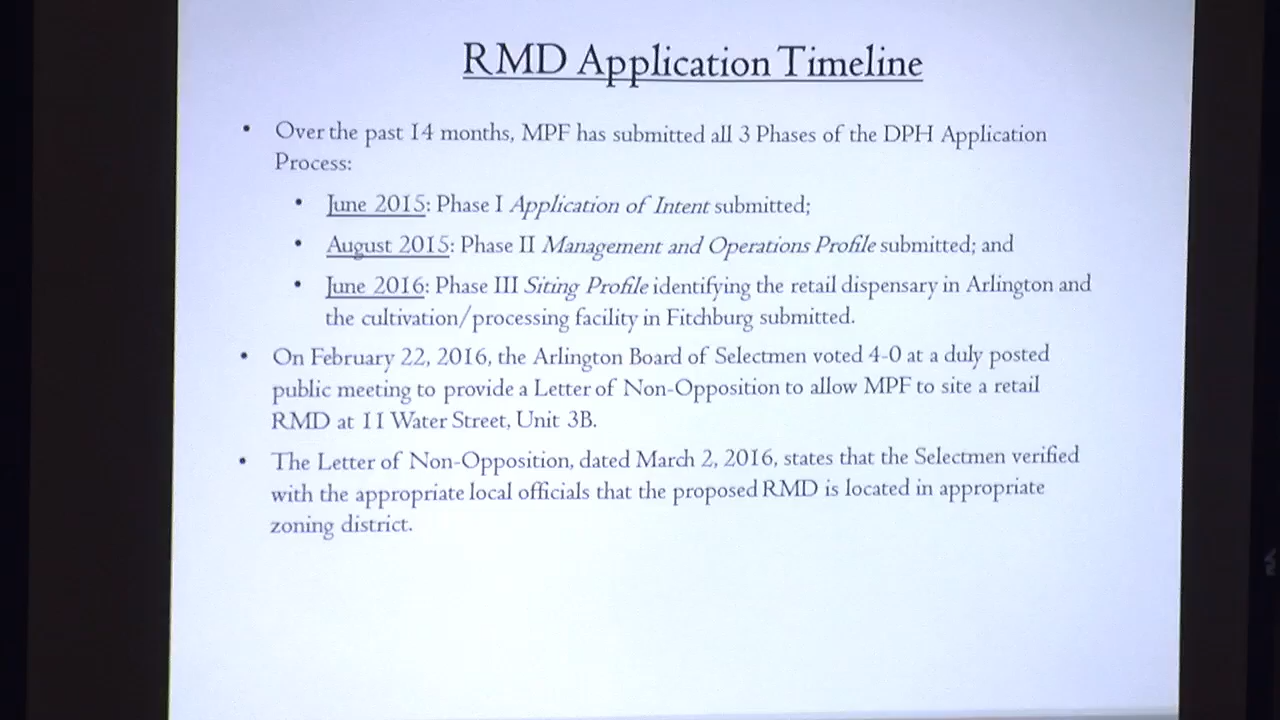 RMD Application Timeline
• Over the past 14 months, MPF has submitted all 3 Phases of the DPH Application
Process:
• June 2015: Phase I Application of Intent submitted;
• August 2015: Phase II Management and Operations Profile submitted; and
• June 2016: Phase III Siting Profile identifying the retail dispensary in Arlington and
the cultivation/processing facility in Fitchburg submitted.
• On February 22, 2016, the Arlington Board of Selectmen voted 4-0 at a duly posted
public meeting to provide a Letter of Non-Opposition to allow MPF to site a retail
RMD at 11 Water Street, Unit 3B.
• The Letter of Non-Opposition, dated March 2, 2016, states that the Selectmen verified
with the appropriate local officials that the proposed RMD is located in appropriate
zoning district.